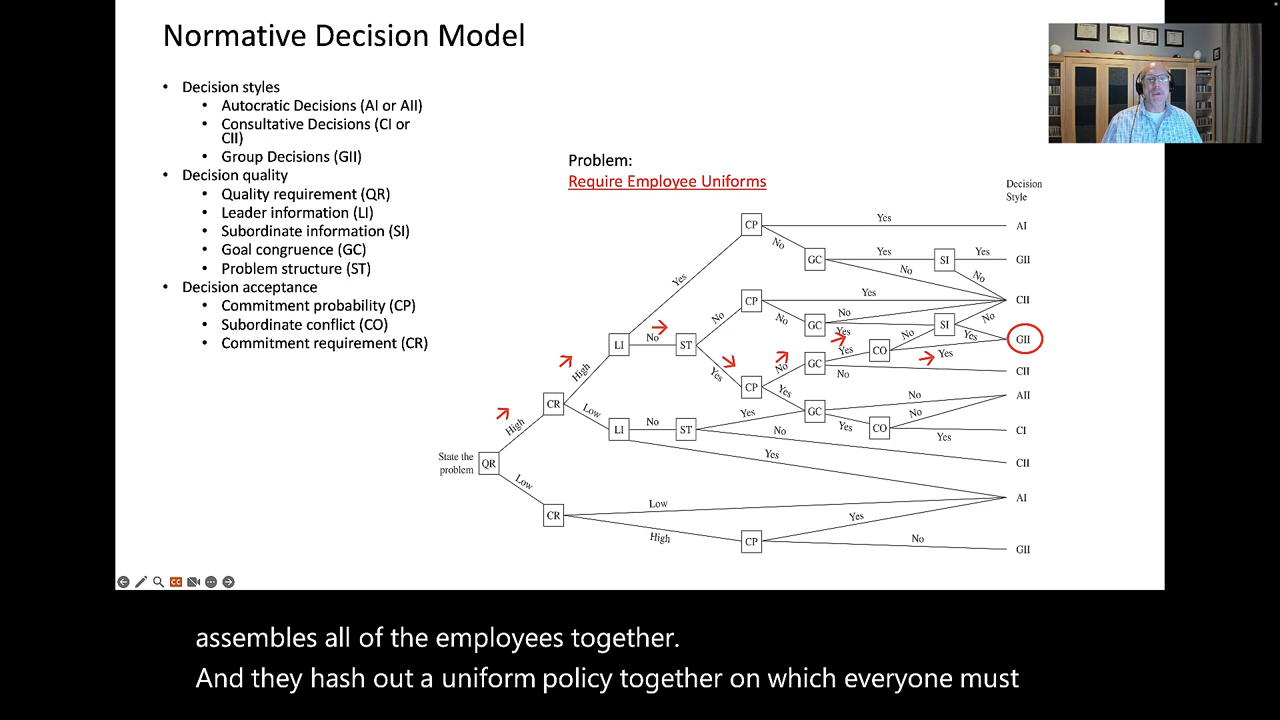 Normative Decision Model
• Decision styles
• Autocratic Decisions (AI or AII)
• Consultative Decisions (CI or
CII)
• Group Decisions (GII)
• Decision quality
• Quality requirement (QR)
• Leader information (LI)
• Subordinate information (SI)
• Goal congruence (GC)
• Problem structure (ST)
• Decision acceptance
• Commitment probability (CP)
• Subordinate conflict (CO)
• Commitment requirement (CR)
Problem:
Require Employee Uniforms
Decision
Style
CP Yes AI
No
GC Yes SI Yes GII
No No
Yes
CP Yes CII
No No GC No No
Yes SI
LI No ST No Yes GII
Yes CO Yes
High Yes No GC No CII
CP
Yes No AII
CR Low Yes GC No
LI No ST Yes CO Yes CI
High No CII
State the
problem
QR
Yes
Low
Low AI
CR Yes
High CP No GII
CC
assembles all of the employees together.
And they hash out a uniform policy together on which everyone must